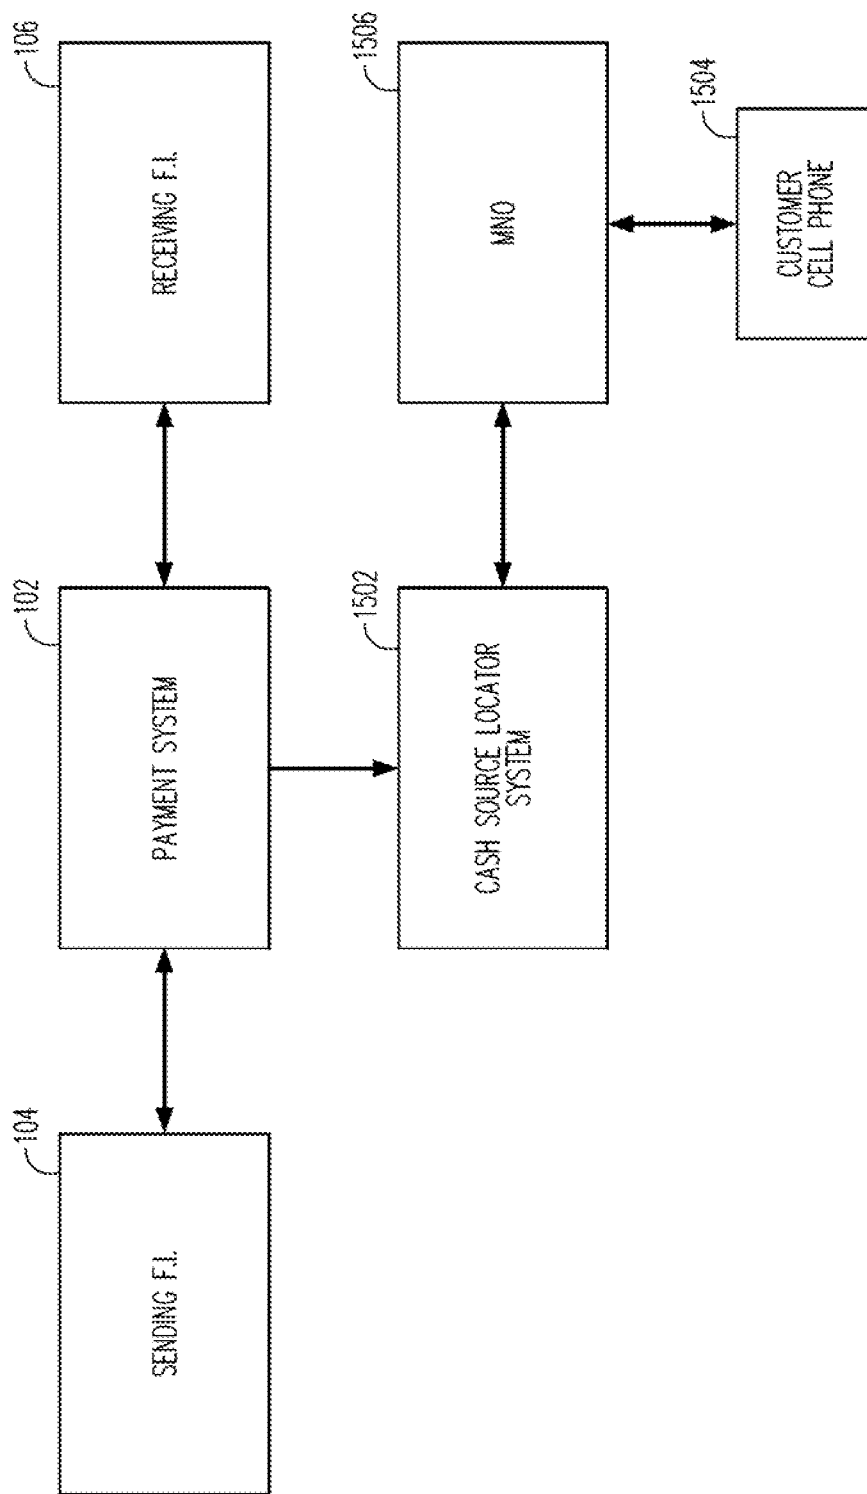 104
SENDING F.I.
102
PAYMENT SYSTEM
106
RECEIVING F.I.
1502
CASH SOURCE LOCATOR
SYSTEM
1506
MNO
1504
CUSTOMER
CELL PHONE